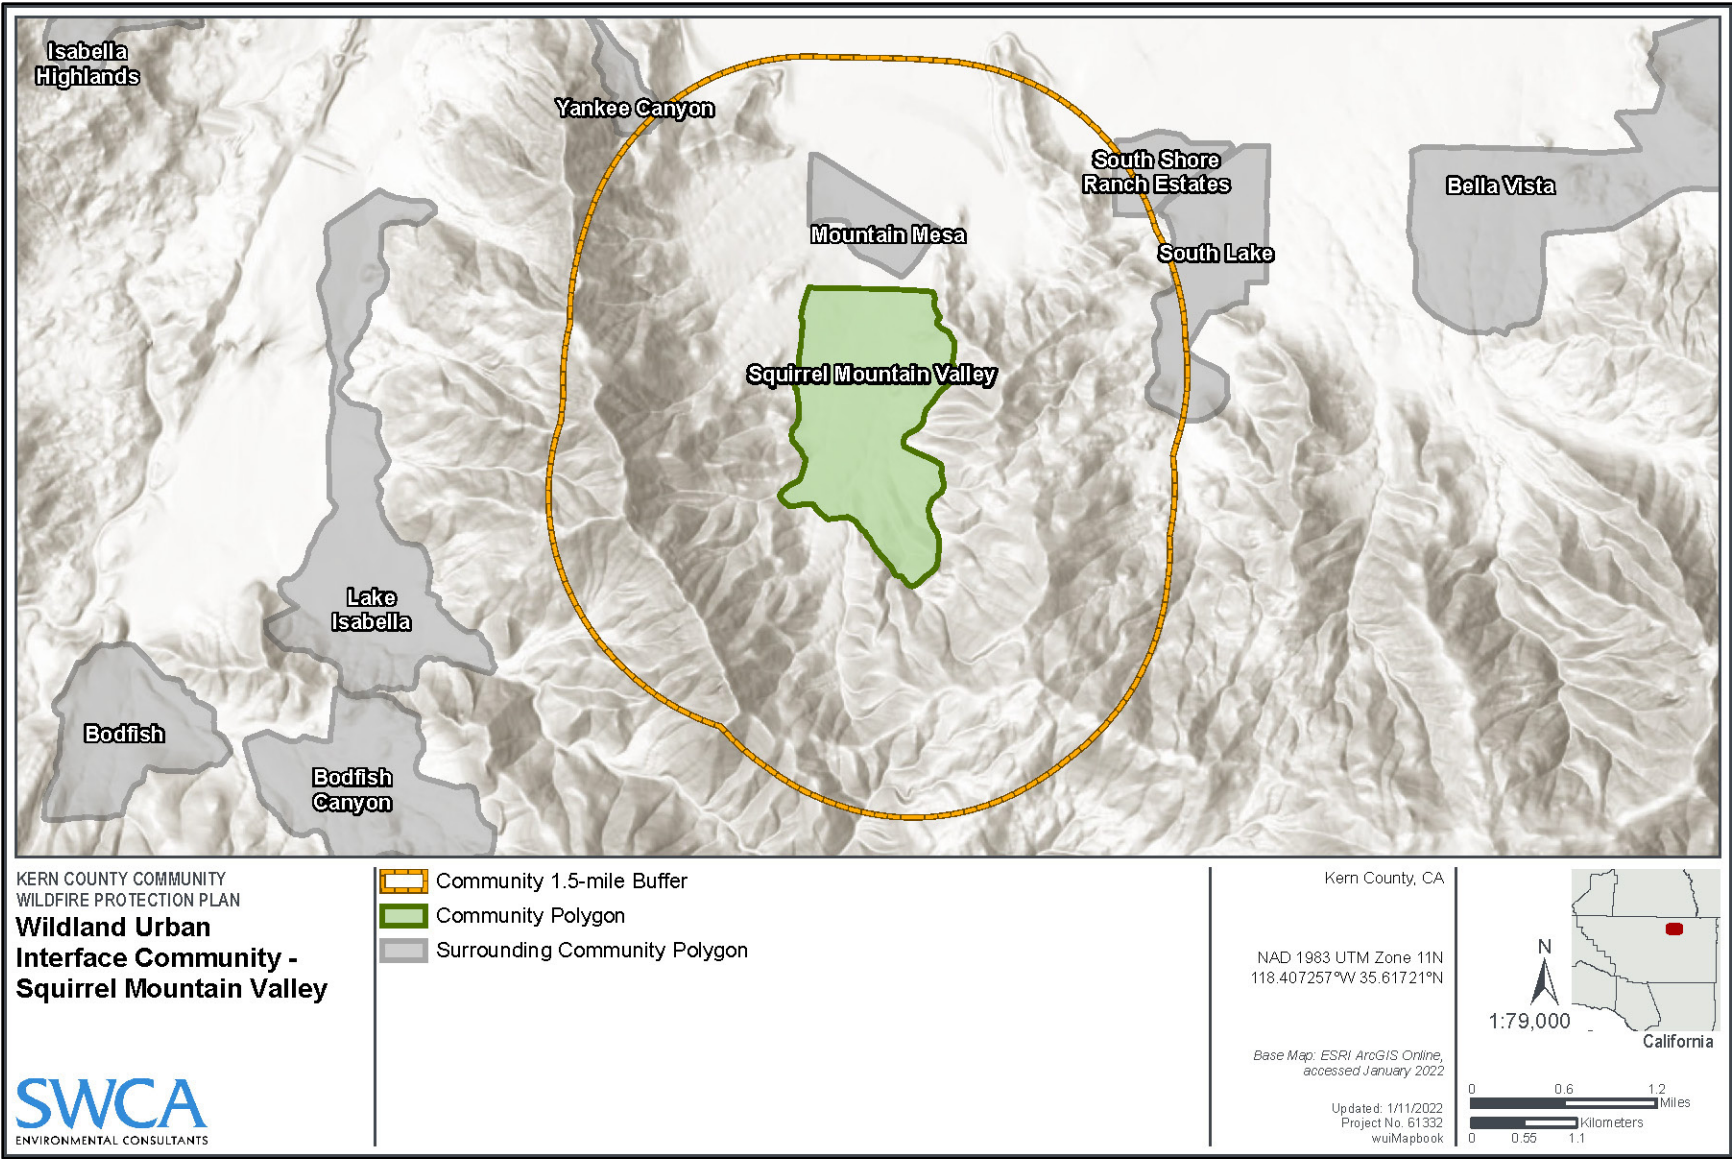 Isabella
Highlands
Yankee Canyon
South Shore
Ranch Estates
Bella Vista
Mountain Mesa
South Lake
Squirrel Mountain Valley
Lake
Isabella
Bodfish
Bodfish
Canyon
KERN COUNTY COMMUNITY
WILDFIRE PROTECTION PLAN
Wildland Urban
Interface Community -
Squirrel Mountain Valley
SWCA
ENVIRONMENTAL CONSULTANTS
Community 1.5-mile Buffer
Community Polygon
Surrounding Community Polygon
Kern County, CA
NAD 1983 UTM Zone 11N
118.407257°W 35.61721°N
Base Map: ESRI ArcGIS Online,
accessed January 2022
Updated: 1/11/2022
Project No. 61332
wuiMapbook
N
1:79,000
California
0 0.6 1.2
Miles
Kilometers
0 0.55 1.1